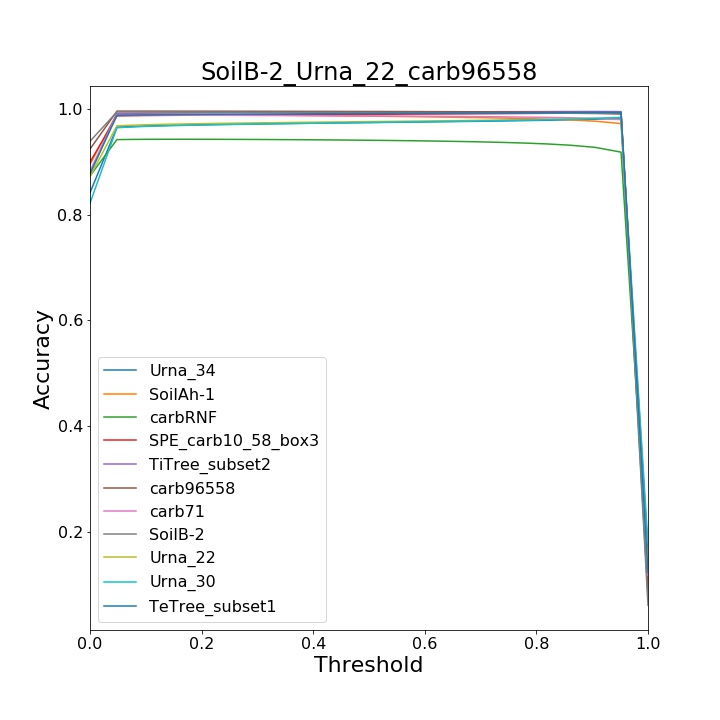 SoilB-2_Urna_22_carb96558
1.0
0.8
0.6
0.4
0.2
Accuracy
Urna_34
SoilAh-1
carbRNF
SPE_carb10_58_box3
TiTree_subset2
carb96558
carb71
SoilB-2
Urna_22
Urna_30
TeTree_subset1
0.0 0.2 0.4 0.6 0.8 1.0
Threshold